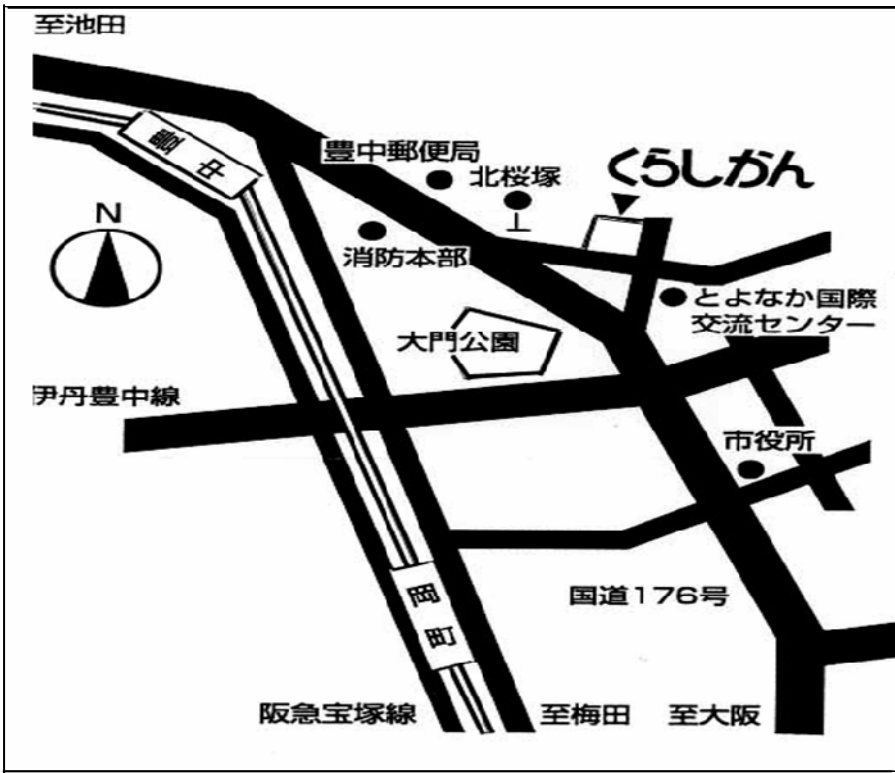 至池田
豊中
豊中郵便局
北桜塚
くらしかん
N
消防本部
とよなか国際
交流センター
大門公園
伊丹豊中線
市役所
岡町
国道176号
阪急宝塚線
至梅田
至大阪